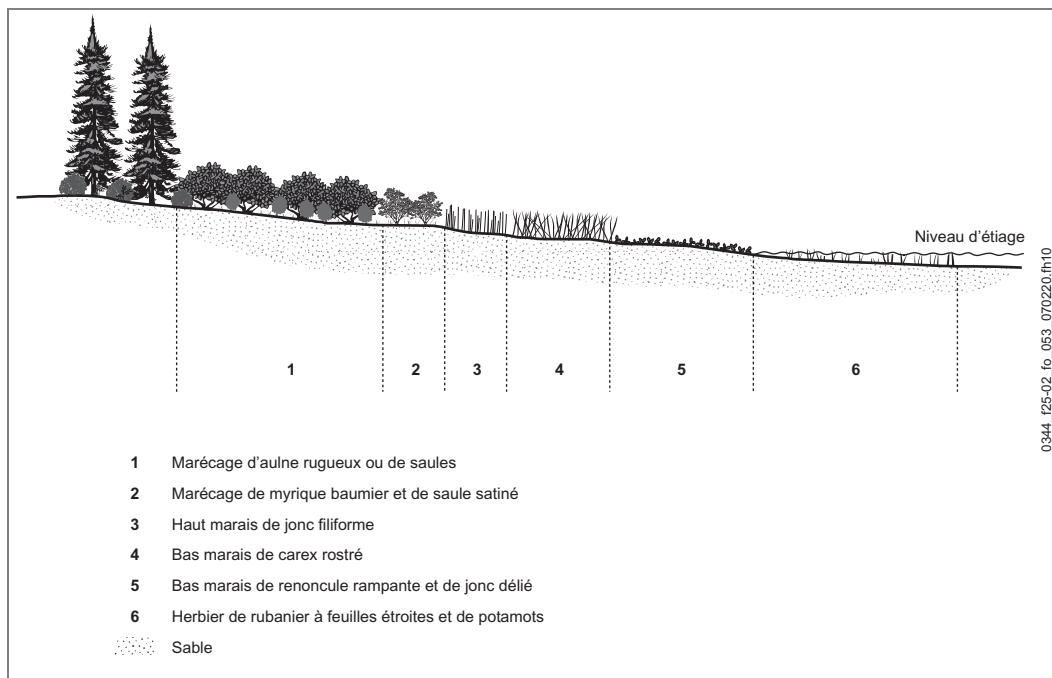 Niveau d'étiage
1 2 3 4 5 6
1 Marécage d'aulne rugueux ou de saules
2 Marécage de myrique baumier et de saule satiné
3 Haut marais de jonc filiforme
4 Bas marais de carex rostré
5 Bas marais de renoncule rampante et de jonc délié
6 Herbier de rubanier à feuilles étroites et de potamots
Sable
0344_f25-02_fo_053_070220.fh10